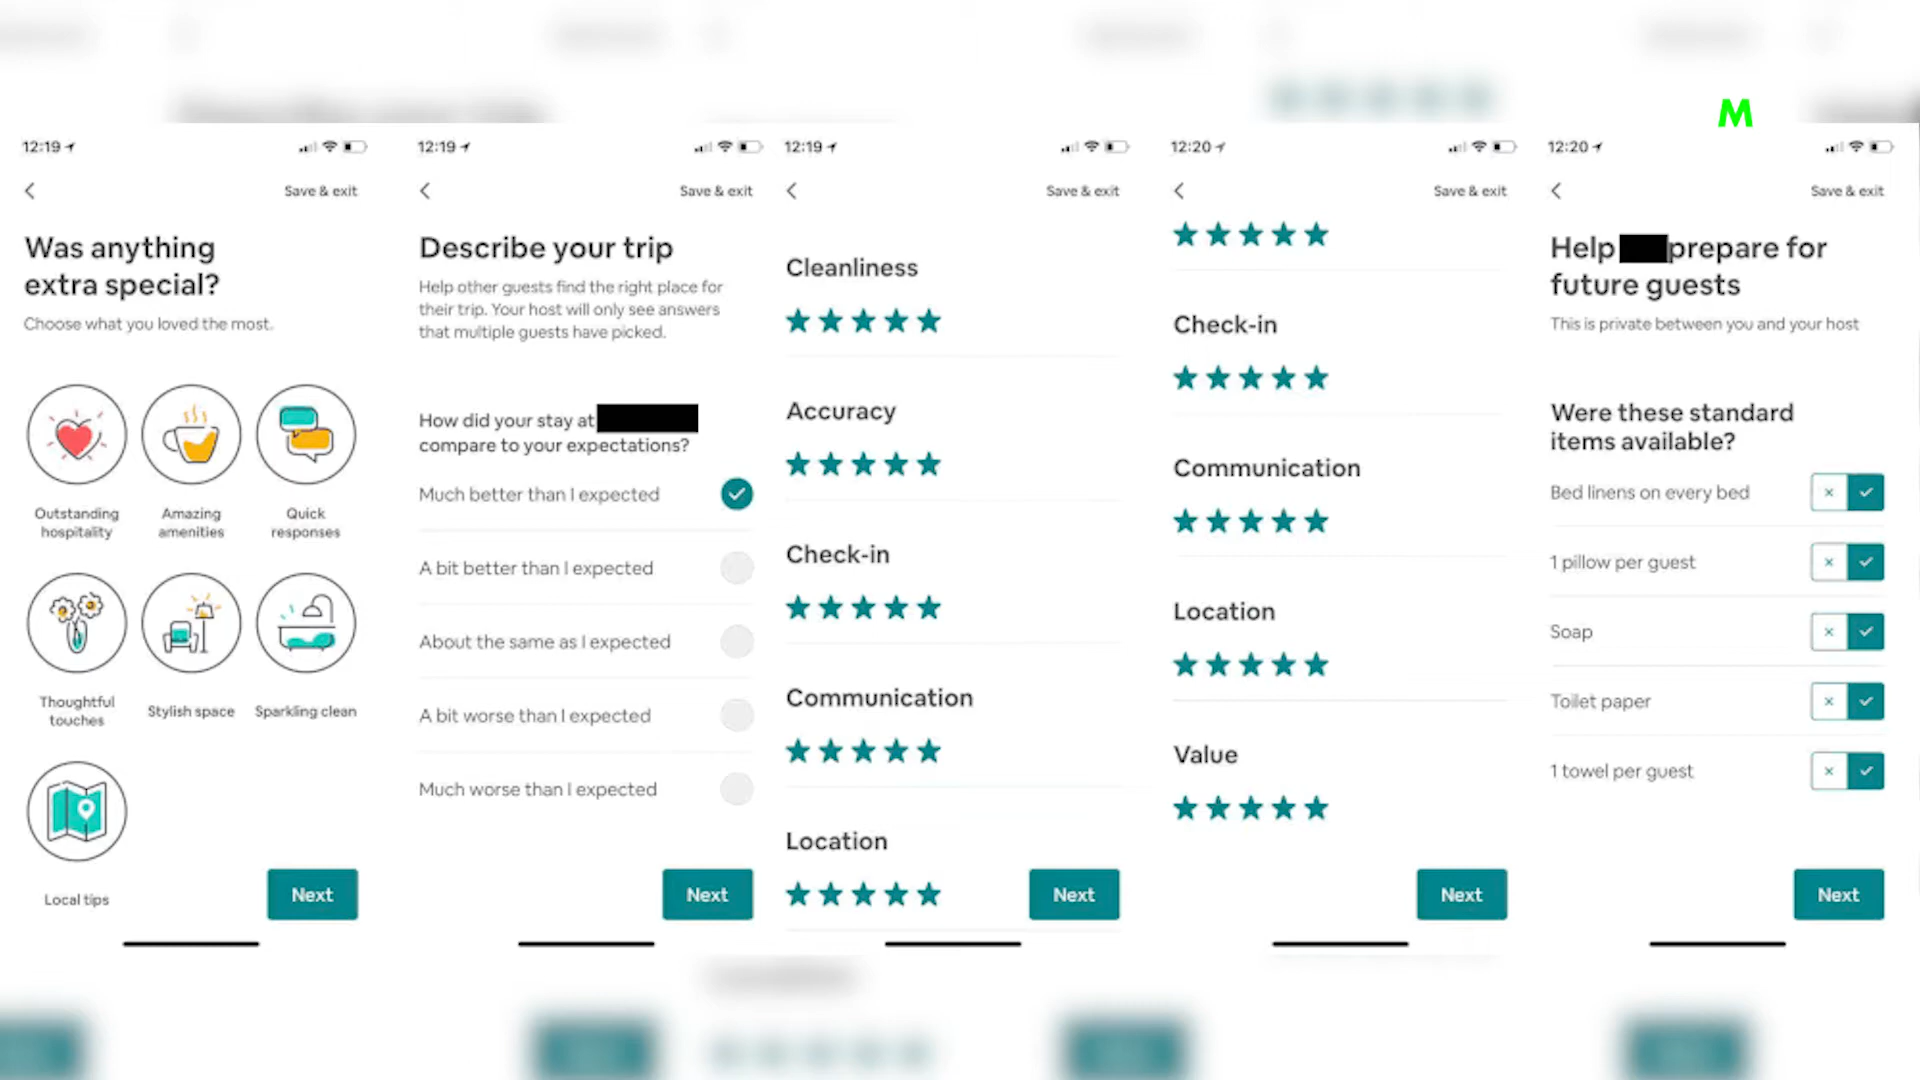 M
12:19
Save & exit
Was anything
extra special?
Choose what you loved the most.
Outstanding
hospitality
Amazing
amenities
Quick
responses
Thoughtful
touches
Stylish space
Sparkling clean
Local tips
Next
12:19
Save & exit
Describe your trip
Help other guests find the right place for
their trip. Your host will only see answers
that multiple guests have picked.
How did your stay at
compare to your expectations?
Much better than I expected
A bit better than I expected
About the same as I expected
A bit worse than I expected
Much worse than I expected
Next
12:19
Save & exit
Cleanliness
Accuracy
Check-in
Communication
Location
Next
12:20
Save & exit
Check-in
Communication
Location
Value
Next
12:20
Save & exit
Help prepare for
future guests
This is private between you and your host
Were these standard
items available?
Bed linens on every bed
1 pillow per guest
Soap
Toilet paper
1 towel per guest
Next